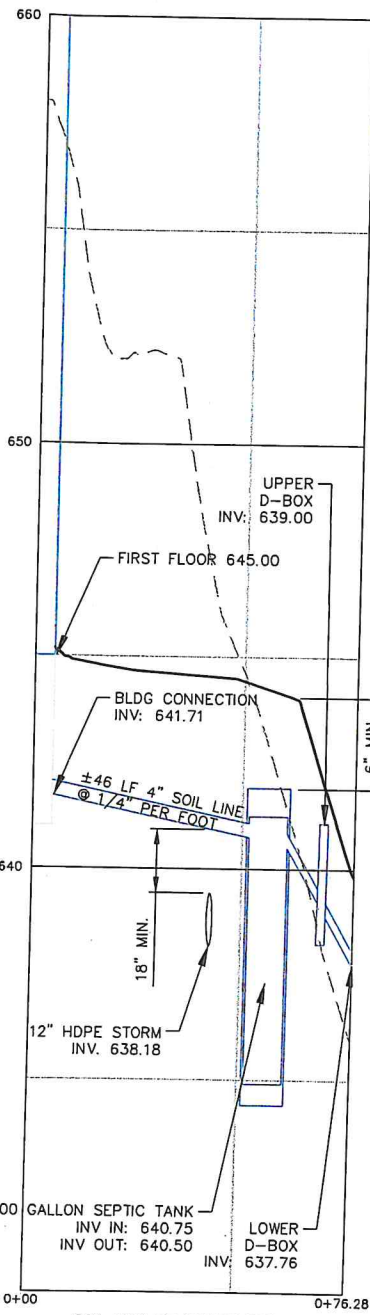 660
650
UPPER
D-BOX
INV: 639.00
FIRST FLOOR 645.00
BLDG CONNECTION
INV: 641.71
6" MIN.
±46 LF 4" SOIL LINE
@ 1/4" PER FOOT
640
18" MIN.
12" HDPE STORM
INV. 638.18
00 GALLON SEPTIC TANK
INV IN: 640.75
INV OUT: 640.50
LOWER
D-BOX
INV: 637.76
0+00
0+76.28